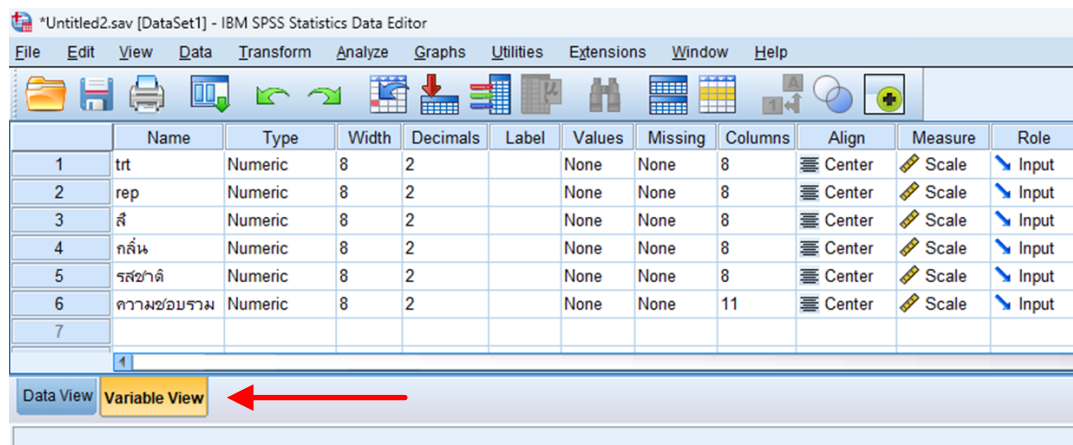 *Untitled2.sav [DataSet1] - IBM SPSS Statistics Data Editor
File Edit View Data Transform Analyze Graphs Utilities Extensions Window Help
Name Type Width Decimals Label Values Missing Columns Align Measure Role
1 trt Numeric 8 2 None None 8 Center Scale Input
2 rep Numeric 8 2 None None 8 Center Scale Input
3 สี Numeric 8 2 None None 8 Center Scale Input
4 กลิ่น Numeric 8 2 None None 8 Center Scale Input
5 รสชาติ Numeric 8 2 None None 8 Center Scale Input
6 ความชอบรวม Numeric 8 2 None None 11 Center Scale Input
7
Data View Variable View